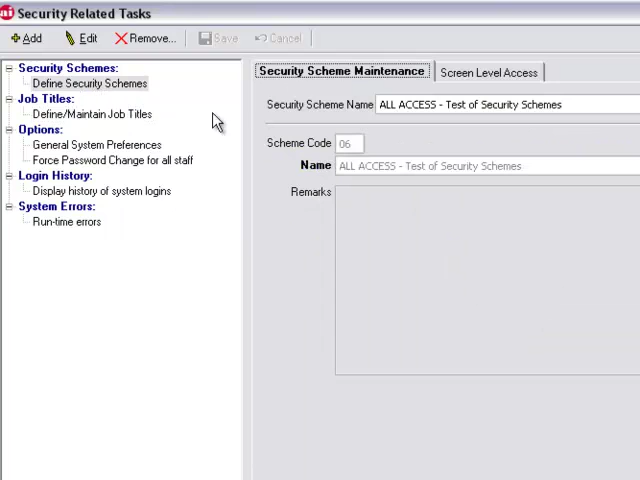 Security Related Tasks
Add Edit Remove... Save Cancel
Security Schemes:
Define Security Schemes
Job Titles:
Define/Maintain Job Titles
Options:
General System Preferences
Force Password Change for all staff
Login History:
Display history of system logins
System Errors:
Run-time errors
Security Scheme Maintenance Screen Level Access
Security Scheme Name ALL ACCESS - Test of Security Schemes
Scheme Code 06
Name ALL ACCESS - Test of Security Schemes
Remarks